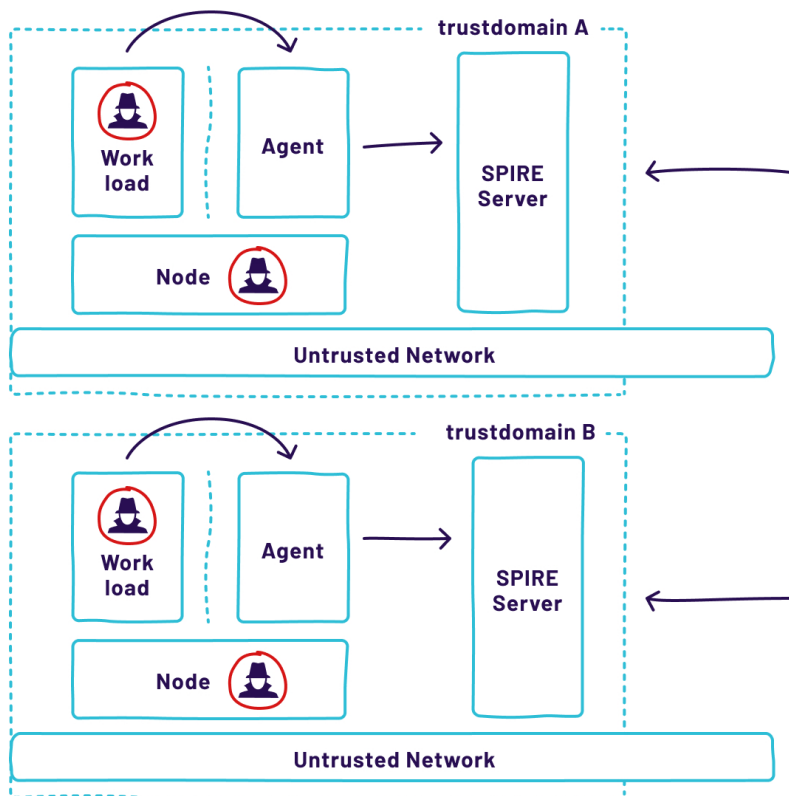 trustdomain A
Work
load
Agent
SPIRE
Server
Node
Untrusted Network
trustdomain B
Work
load
Agent
SPIRE
Server
Node
Untrusted Network